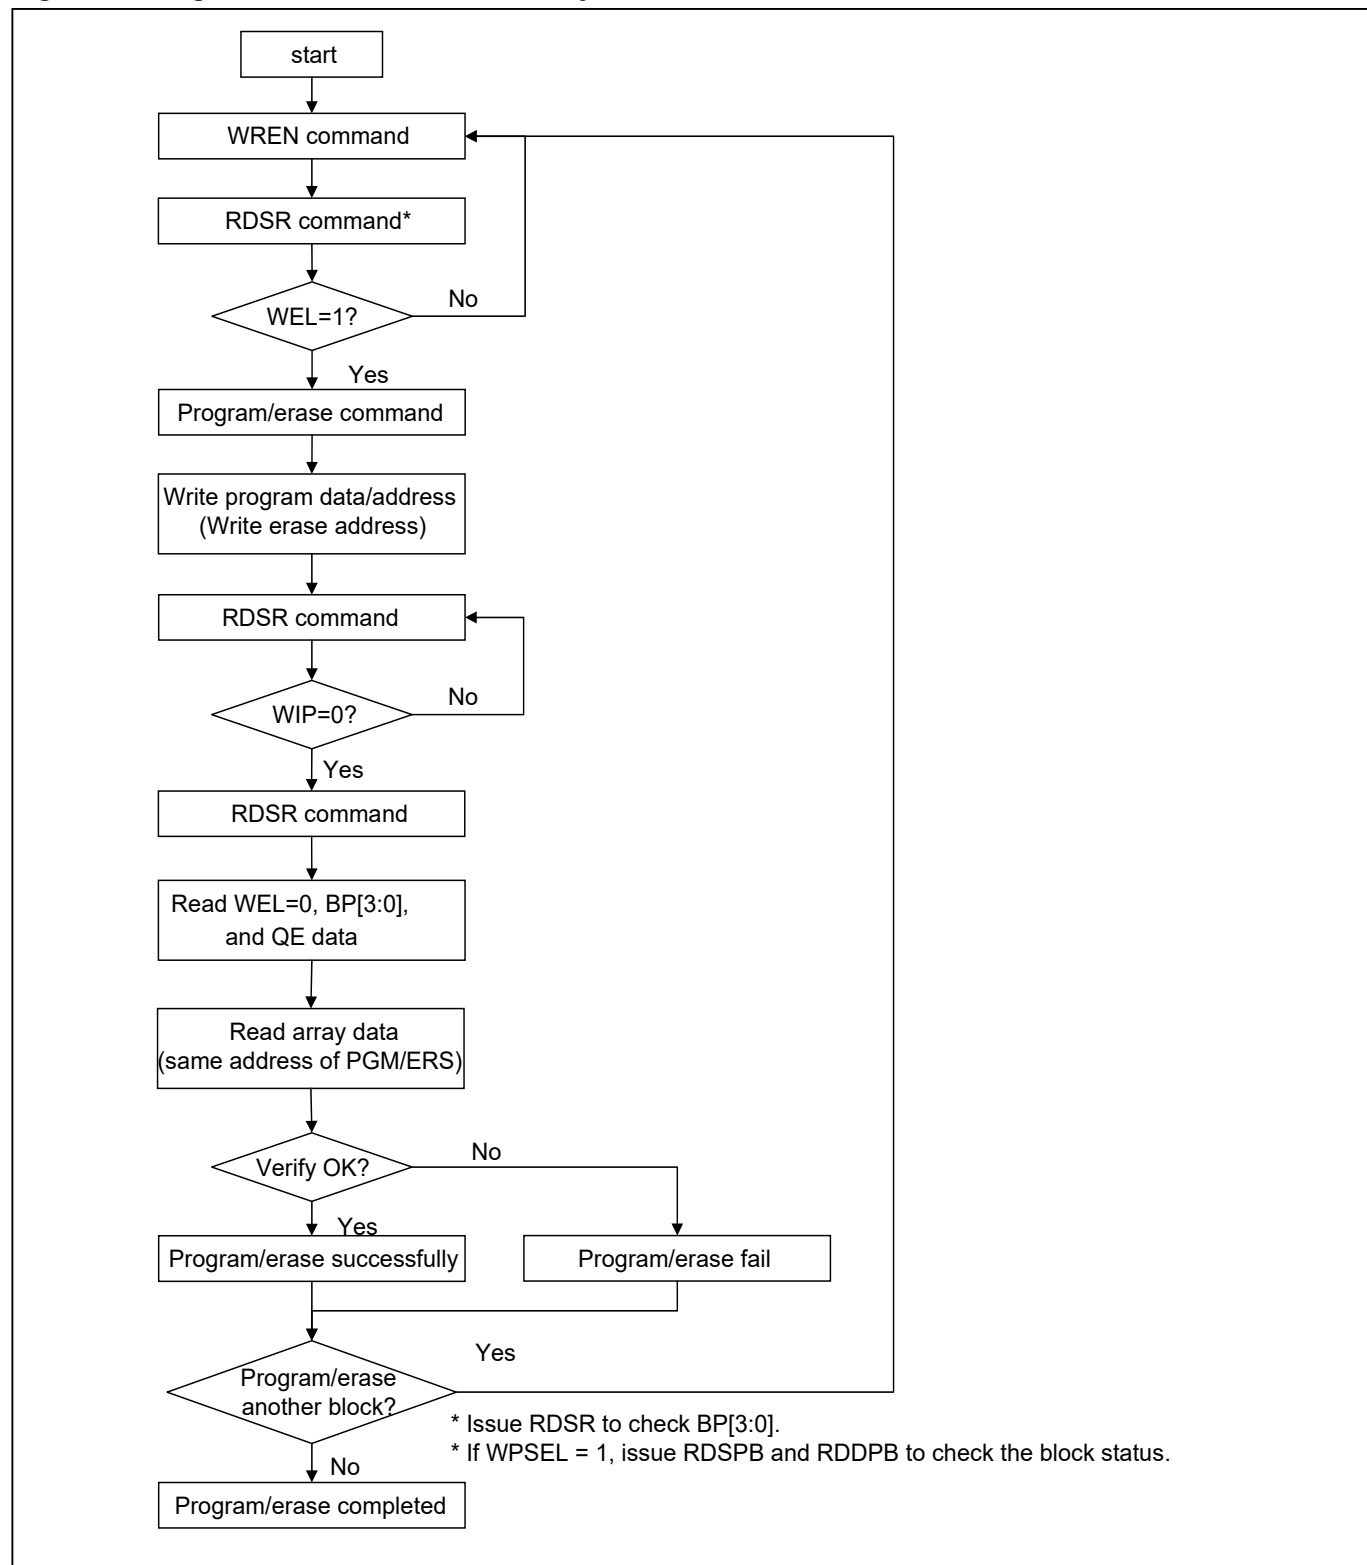 start
WREN command
RDSR command*
WEL=1?
No
Yes
Program/erase command
Write program data/address
(Write erase address)
RDSR command
WIP=0?
No
Yes
RDSR command
Read WEL=0, BP[3:0],
and QE data
Read array data
(same address of PGM/ERS)
Verify OK?
No
Yes
Program/erase successfully
Program/erase fail
Yes
Program/erase
another block?
* Issue RDSR to check BP[3:0].
* If WPSEL = 1, issue RDSPB and RDDPB to check the block status.
No
Program/erase completed